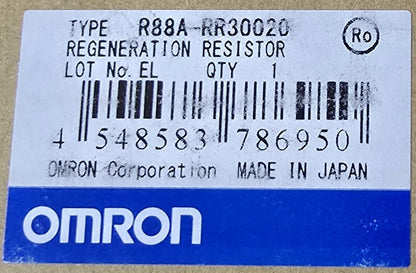 TYPE R88A-RR30020
Ro
REGENERATION RESISTOR
LOT No. EL QTY 1
4 548583 786950
OMRON Corporation MADE IN JAPAN
OMRON